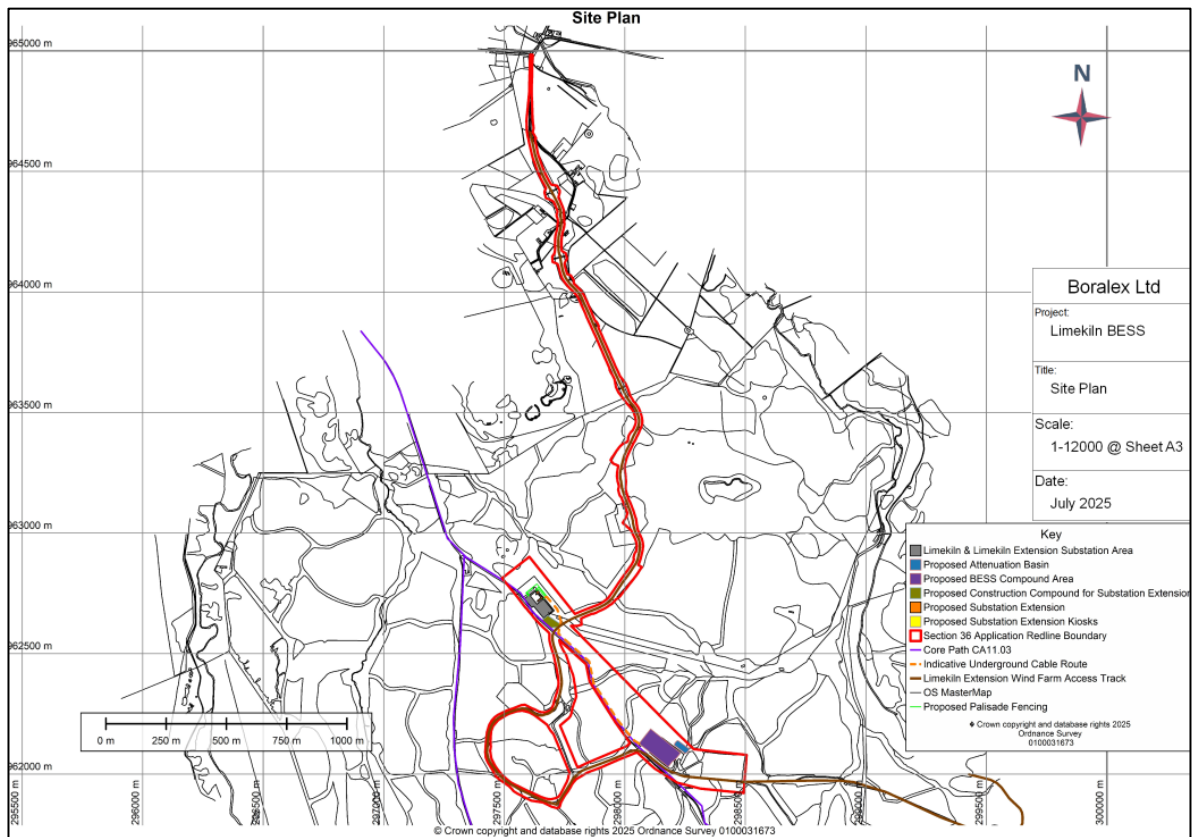 Site Plan
965000 m
N
964500 m
964000 m
Boralex Ltd
Project:
Limekiln BESS
Title:
Site Plan
963500 m
Scale:
1-12000 @ Sheet A3
Date:
July 2025
963000 m
Key
Limekiln & Limekiln Extension Substation Area
Proposed Attenuation Basin
Proposed BESS Compound Area
Proposed Construction Compound for Substation Extension
Proposed Substation Extension
Proposed Substation Extension Kiosks
Section 36 Application Redline Boundary
Core Path CA11.03
Indicative Underground Cable Route
Limekiln Extension Wind Farm Access Track
OS MasterMap
Proposed Palisade Fencing
© Crown copyright and database rights 2025
Ordnance Survey
0100031673
962500 m
0 m 250 m 500 m 750 m 1000 m
962000 m
295500 m
296000 m
296500 m
297000 m
297500 m
298000 m
298500 m
299000 m
299500 m
300000 m
© Crown copyright and database rights 2025 Ordnance Survey 0100031673